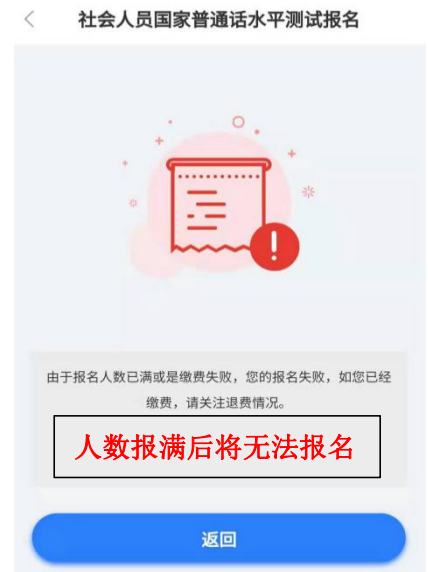 社会人员国家普通话水平测试报名
由于报名人数已满或是缴费失败，您的报名失败，如您已经
缴费，请关注退费情况。
人数报满后将无法报名
返回